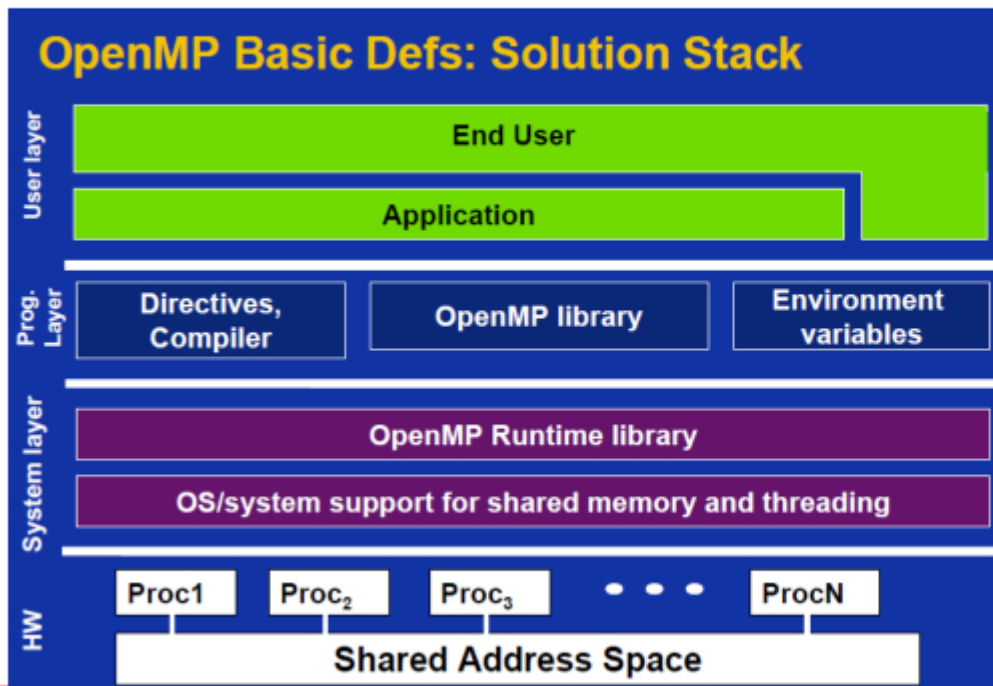 OpenMP Basic Defs: Solution Stack
User layer
End User
Application
Prog.
Layer
Directives,
Compiler
OpenMP library
Environment
variables
System layer
OpenMP Runtime library
OS/system support for shared memory and threading
HW
Proc1
Proc₂
Proc₃
• • •
ProcN
Shared Address Space